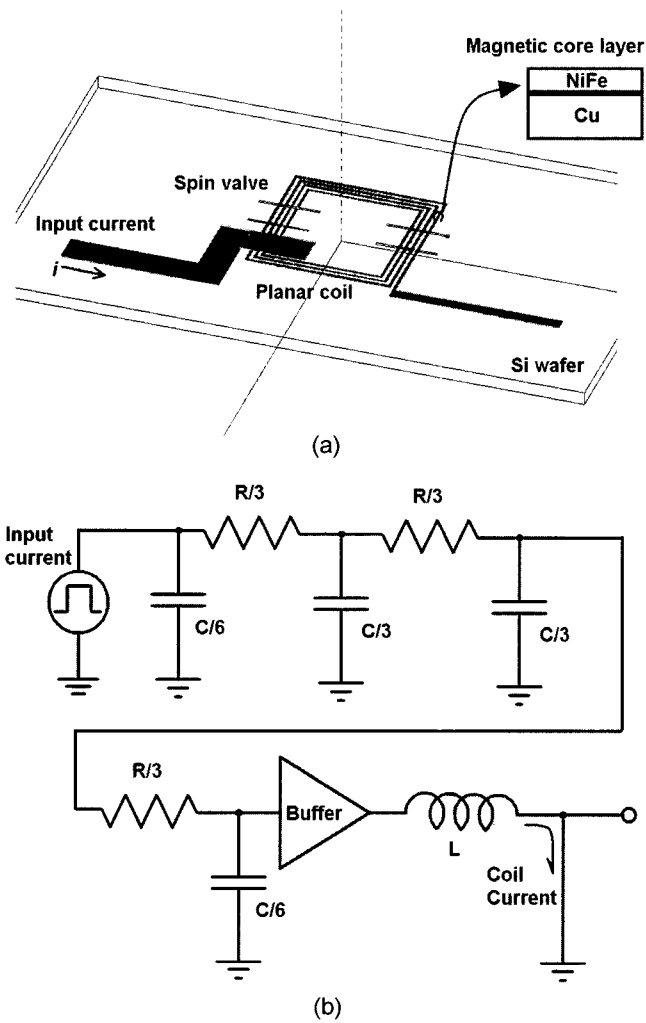 Magnetic core layer
NiFe
Cu
Spin valve
Input current
i
Planar coil
Si wafer
(a)
R/3
R/3
Input
current
C/6
C/3
C/3
R/3
Buffer
L
Coil
Current
C/6
(b)